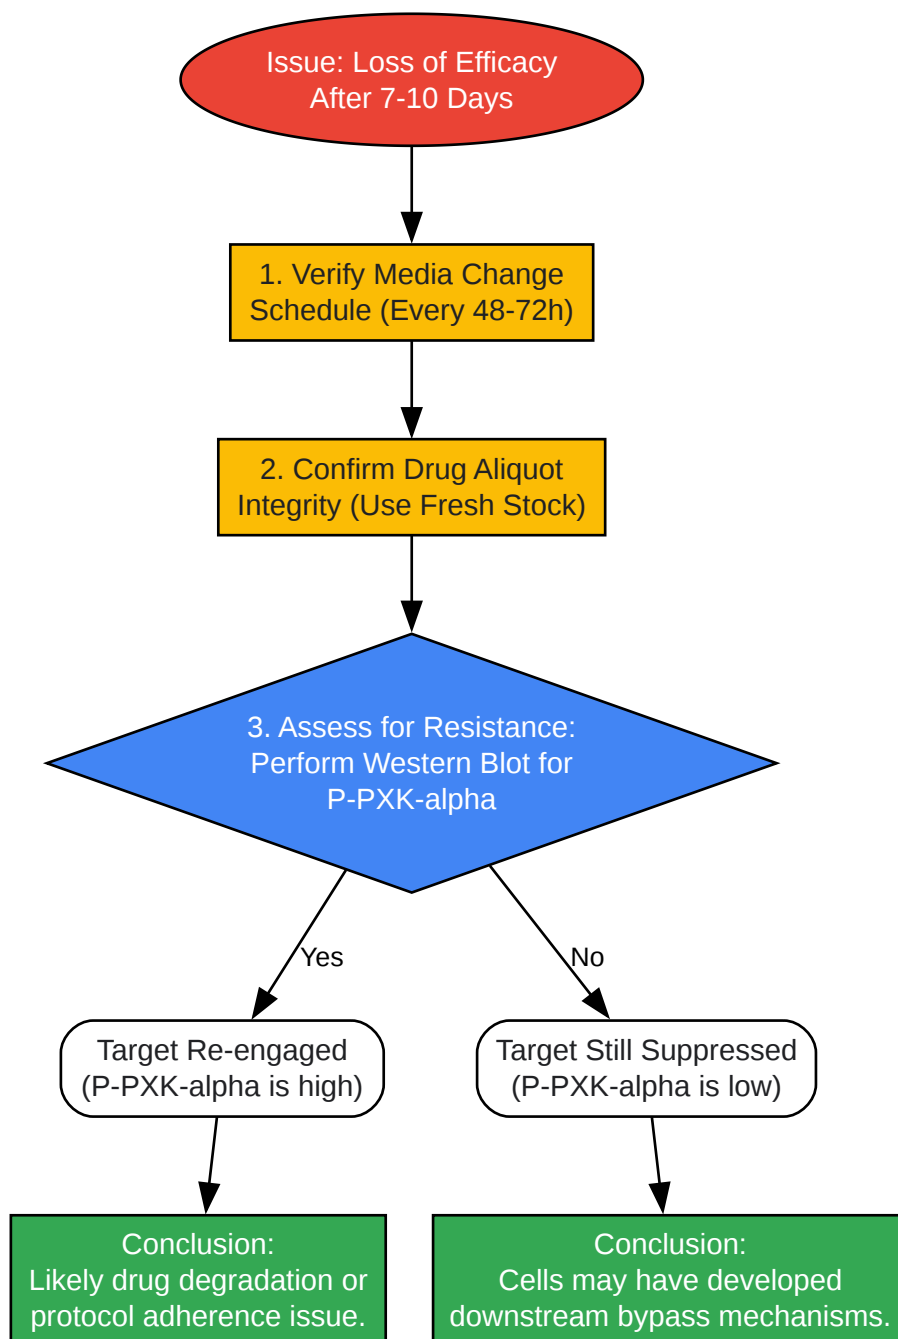 Issue: Loss of Efficacy
After 7-10 Days
1. Verify Media Change
Schedule (Every 48-72h)
2. Confirm Drug Aliquot
Integrity (Use Fresh Stock)
3. Assess for Resistance:
Perform Western Blot for
P-PXK-alpha
Yes
No
Target Re-engaged
(P-PXK-alpha is high)
Target Still Suppressed
(P-PXK-alpha is low)
Conclusion:
Likely drug degradation or
protocol adherence issue.
Conclusion:
Cells may have developed
downstream bypass mechanisms.